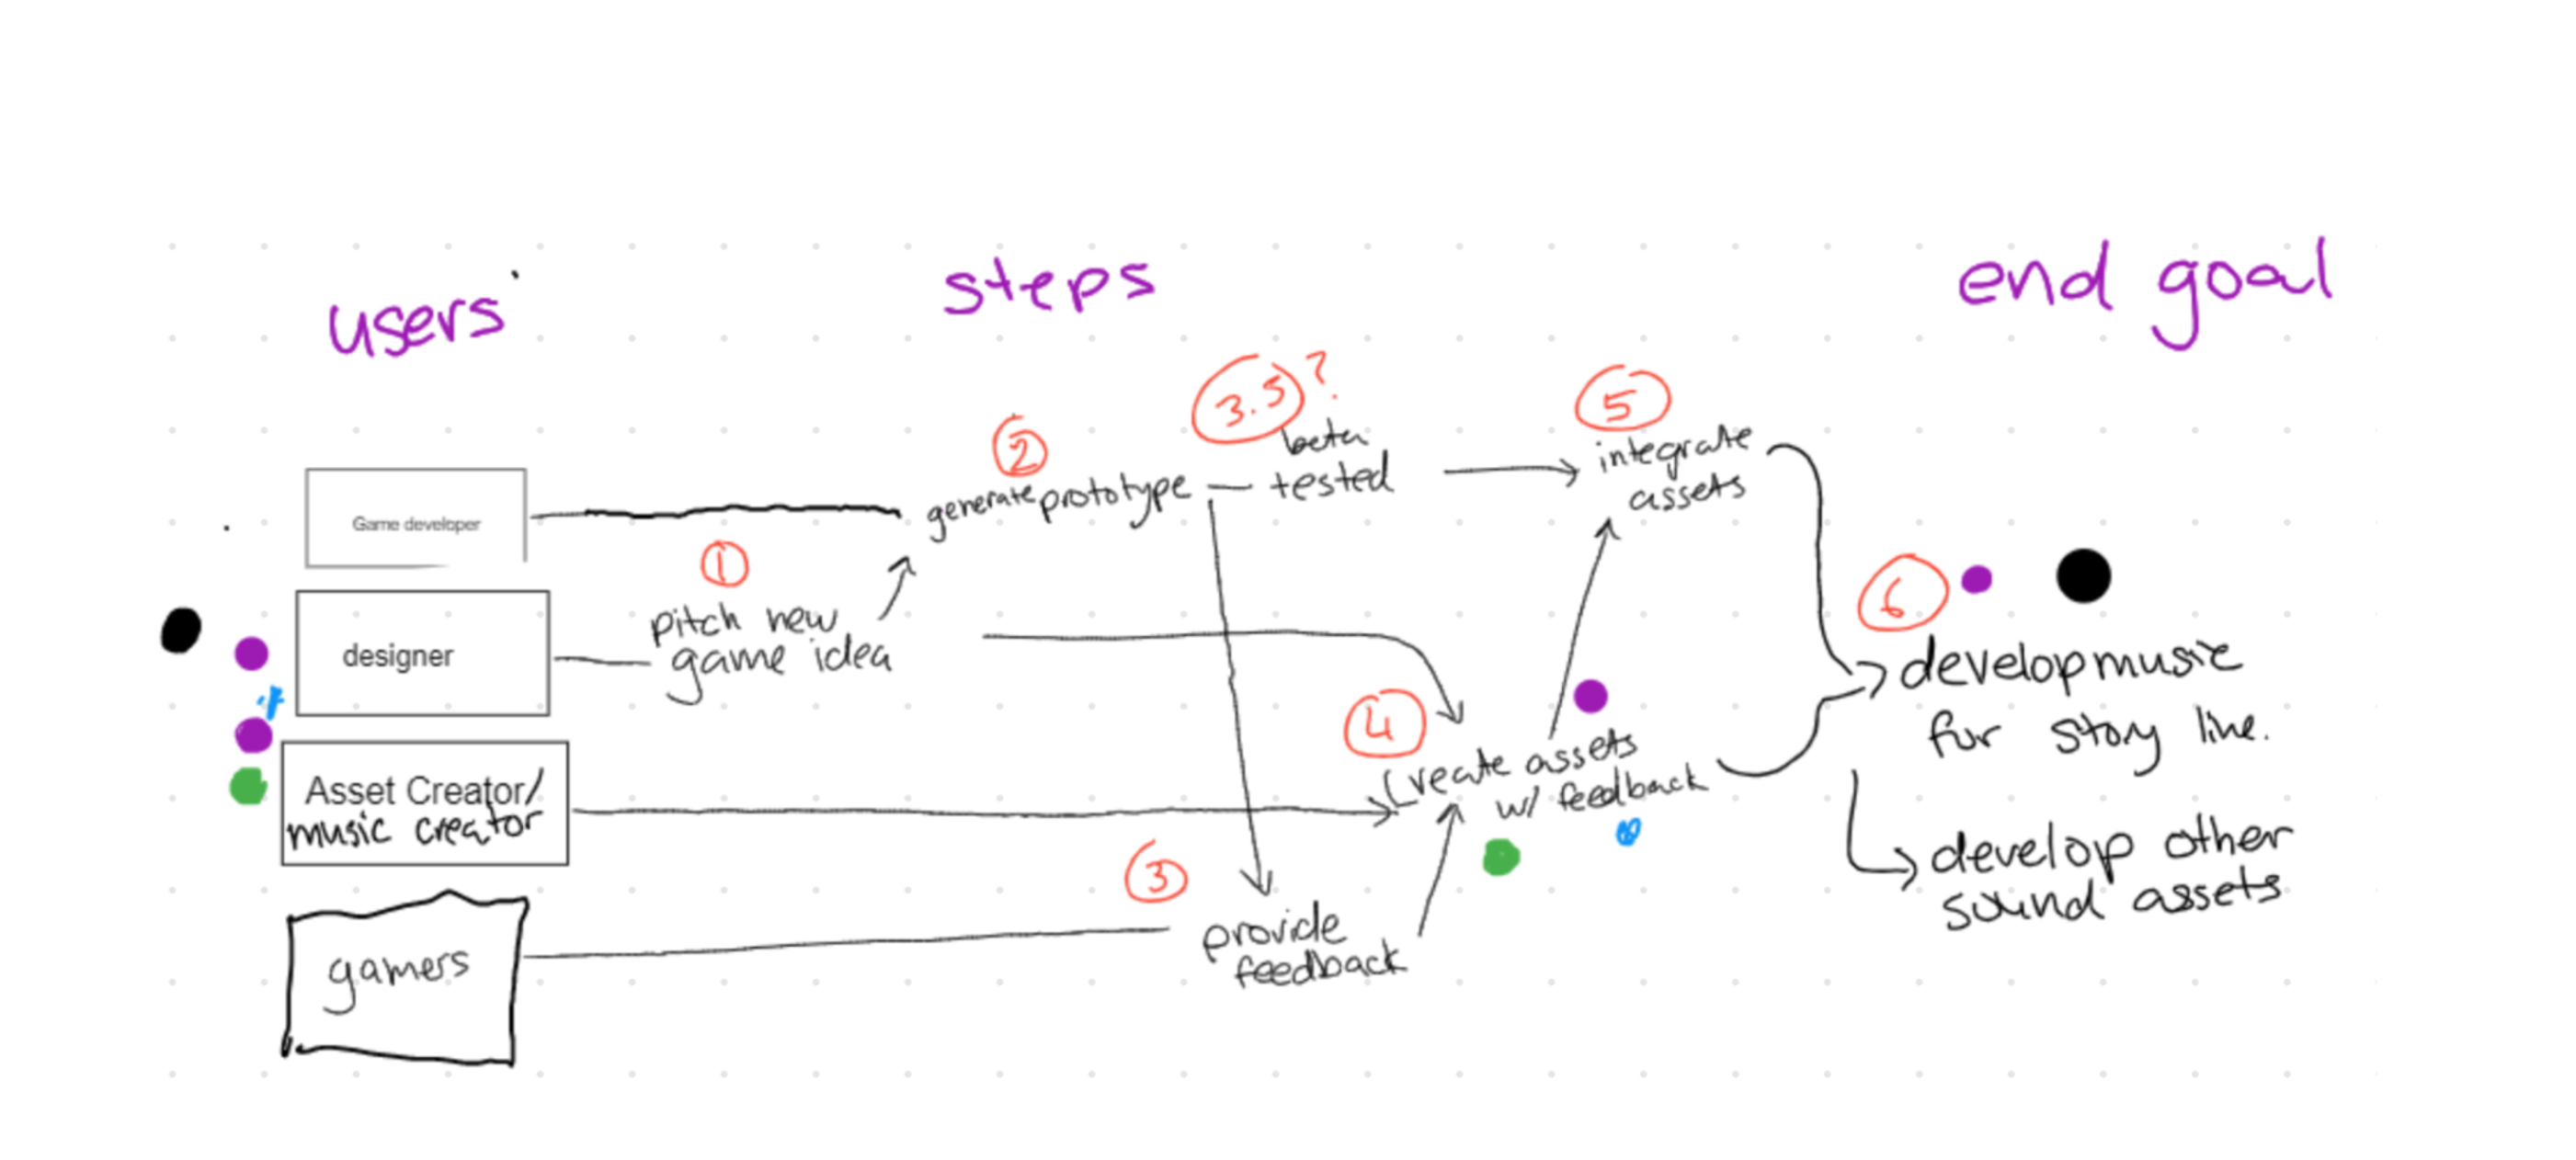 users
steps
end goal
3.5 ?
5
2
beta
integrate
generate prototype – tested
assets
Game developer
1
6
pitch new
designer
game idea
develop music
for story line.
4
Create assets
w/ feedback
Asset Creator/
music creator
3
develop other
sound assets
provide
feedback
gamers